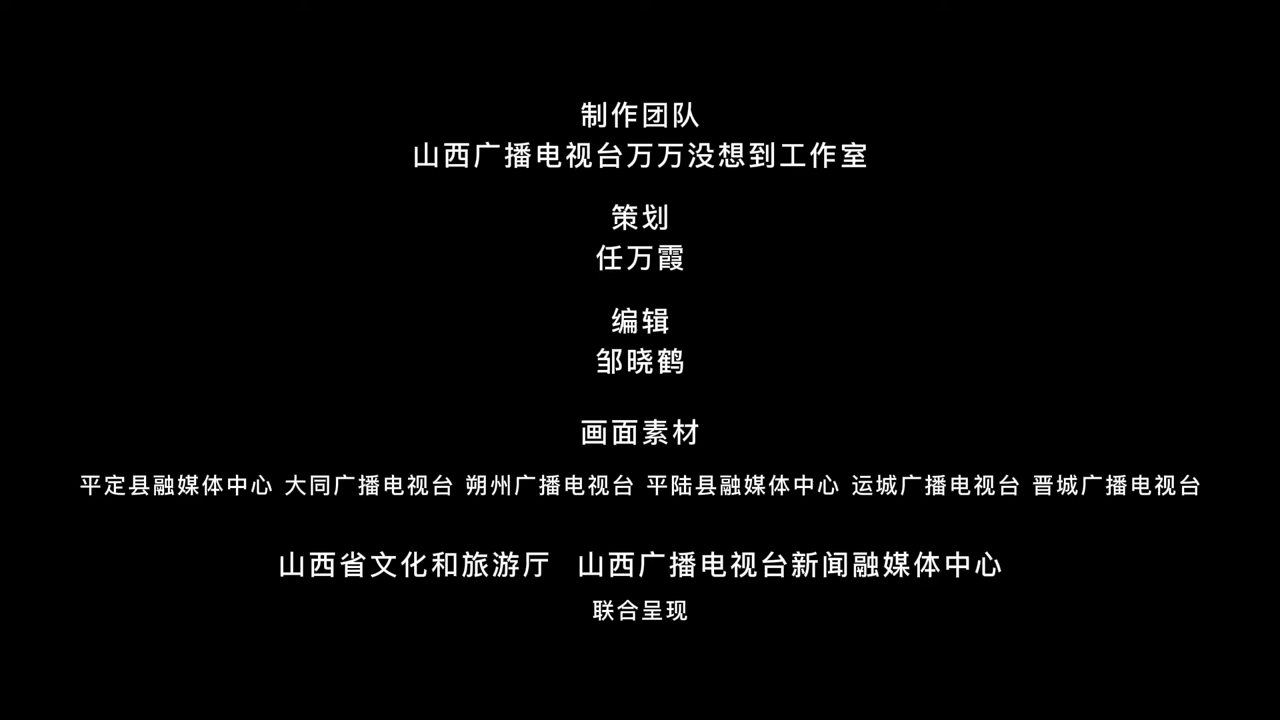 制作团队
山西广播电视台万万没想到工作室
策划
任万霞
编辑
邹晓鹤
画面素材
平定县融媒体中心 大同广播电视台 朔州广播电视台 平陆县融媒体中心 运城广播电视台 晋城广播电视台
山西省文化和旅游厅 山西广播电视台新闻融媒体中心
联合呈现